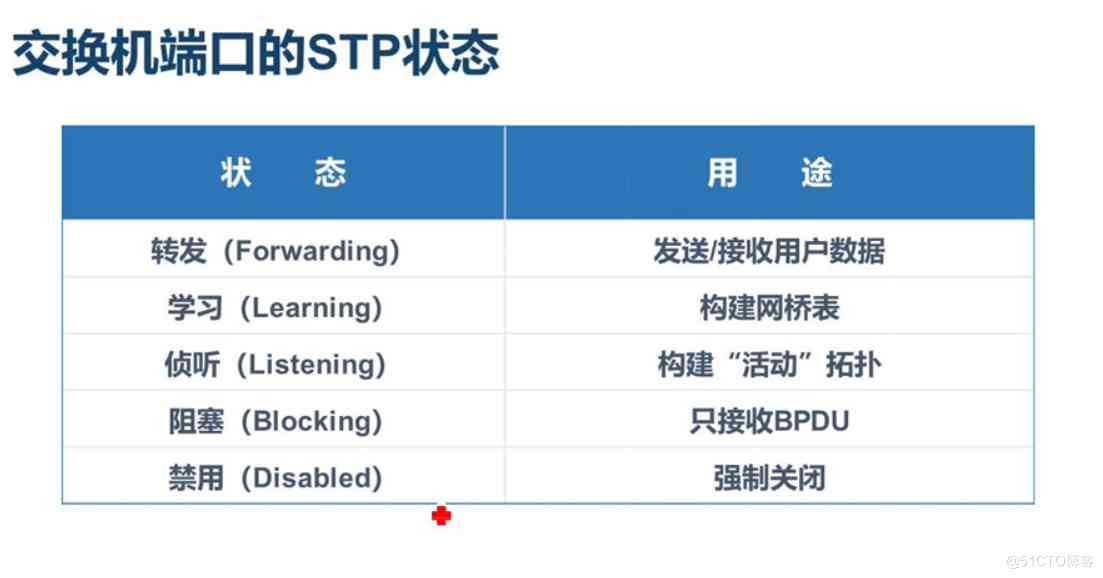 交换机端口的STP状态
状 态 用 途
转发（Forwarding） 发送/接收用户数据
学习（Learning） 构建网桥表
侦听（Listening） 构建“活动”拓扑
阻塞（Blocking） 只接收BPDU
禁用（Disabled） 强制关闭
@51CTO博客